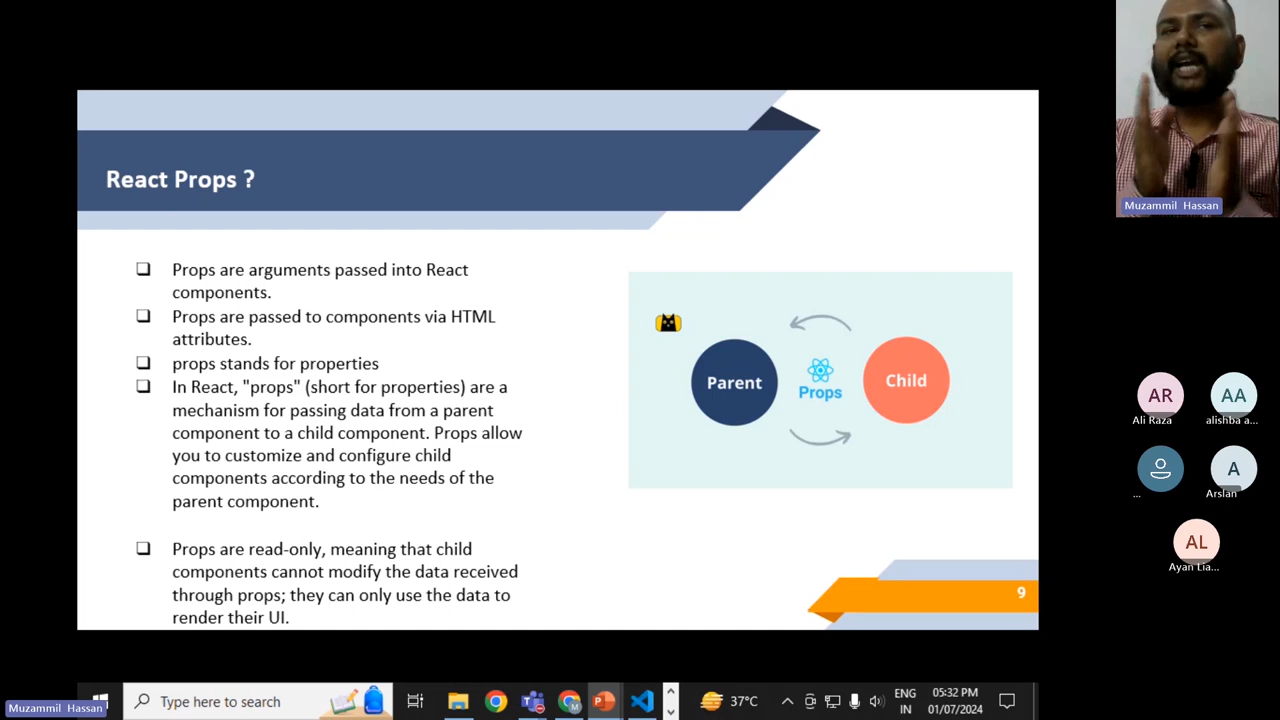 React Props ?
Props are arguments passed into React
components.
Props are passed to components via HTML
attributes.
props stands for properties
In React, "props" (short for properties) are a
mechanism for passing data from a parent
component to a child component. Props allow
you to customize and configure child
components according to the needs of the
parent component.
Props are read-only, meaning that child
components cannot modify the data received
through props; they can only use the data to
render their UI.
Parent
Props
Child
9
Muzammil Hassan
AR
Ali Raza
AA
alishba a...
...
A
Arslan
AL
Ayan Lia...
Muzammil Hassan
Type here to search
37°C
ENG
IN
05:32 PM
01/07/2024